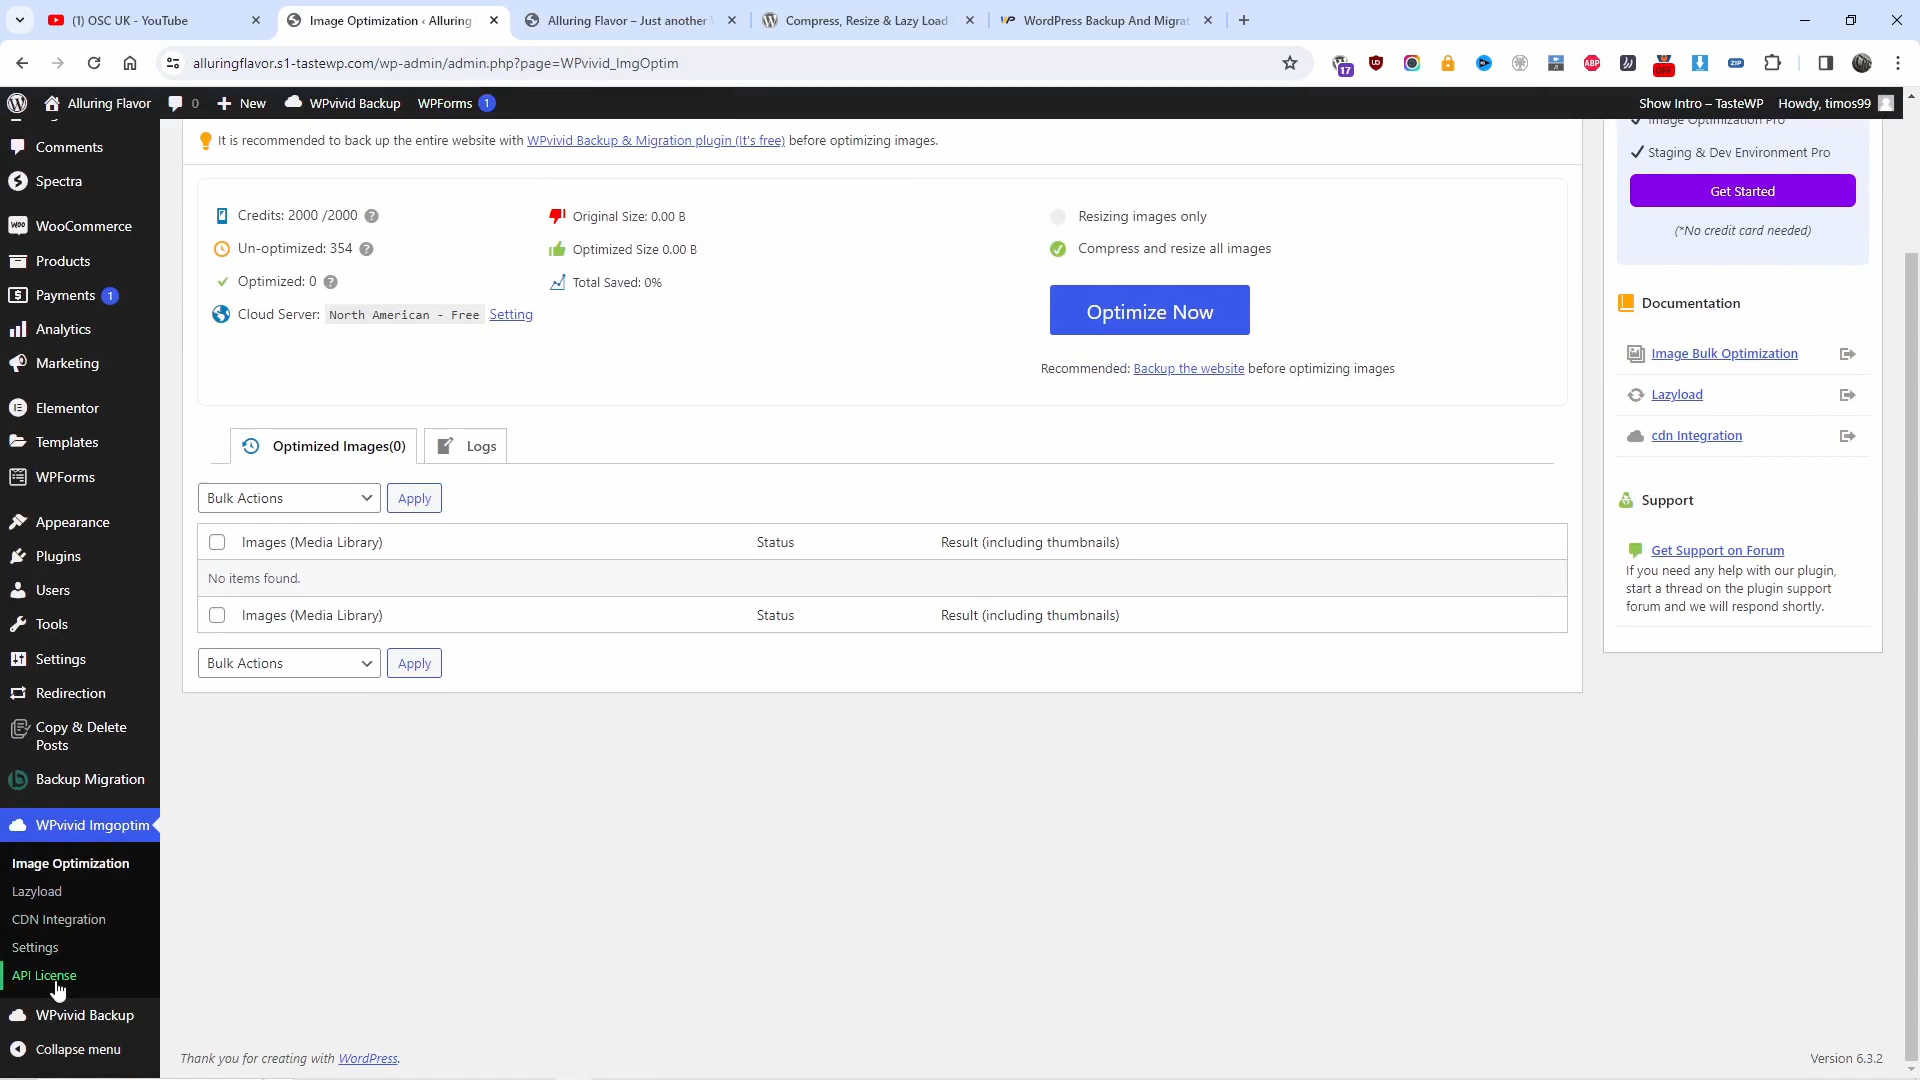 (1) OSC UK - YouTube
Image Optimization ‹ Alluring
Alluring Flavor – Just another
Compress, Resize & Lazy Load
WordPress Backup And Migrat
alluringflavor.s1-tastewp.com/wp-admin/admin.php?page=WPvivid_ImgOptim
17
ABP
OFF
ZIP
Alluring Flavor
0
New
WPvivid Backup
WPForms 1
Show Intro – TasteWP
Howdy, timos99
Comments
Spectra
WooCommerce
Products
Payments 1
Analytics
Marketing
Elementor
Templates
WPForms
Appearance
Plugins
Users
Tools
Settings
Redirection
Copy & Delete
Posts
Backup Migration
WPvivid Imgoptim
Image Optimization
Lazyload
CDN Integration
Settings
API License
WPvivid Backup
Collapse menu
It is recommended to back up the entire website with WPvivid Backup & Migration plugin (It's free) before optimizing images.
Credits: 2000 /2000
Un-optimized: 354
Optimized: 0
Cloud Server: North American - Free Setting
Original Size: 0.00 B
Optimized Size 0.00 B
Total Saved: 0%
Resizing images only
Compress and resize all images
Optimize Now
Recommended: Backup the website before optimizing images
Optimized Images(0)
Logs
Bulk Actions
Apply
Images (Media Library) Status Result (including thumbnails)
No items found.
Images (Media Library) Status Result (including thumbnails)
Bulk Actions
Apply
Image Optimization Pro
Staging & Dev Environment Pro
Get Started
(*No credit card needed)
Documentation
Image Bulk Optimization
Lazyload
cdn Integration
Support
Get Support on Forum
If you need any help with our plugin,
start a thread on the plugin support
forum and we will respond shortly.
Thank you for creating with WordPress.
Version 6.3.2